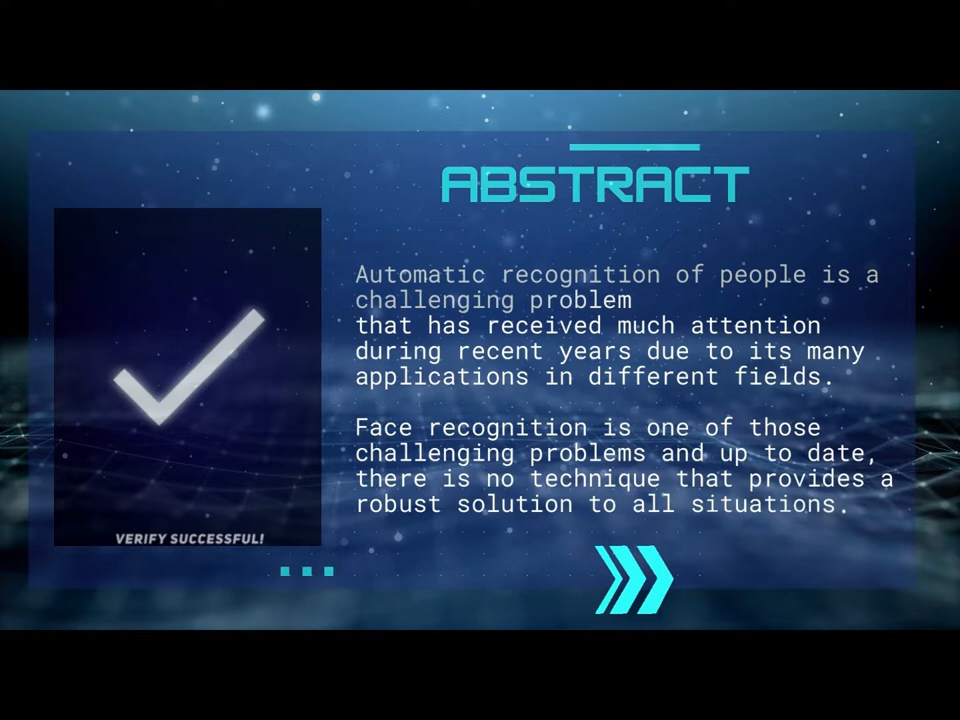 ABSTRACT
Automatic recognition of people is a
challenging problem
that has received much attention
during recent years due to its many
applications in different fields.
Face recognition is one of those
challenging problems and up to date,
there is no technique that provides a
robust solution to all situations.
VERIFY SUCCESSFUL!